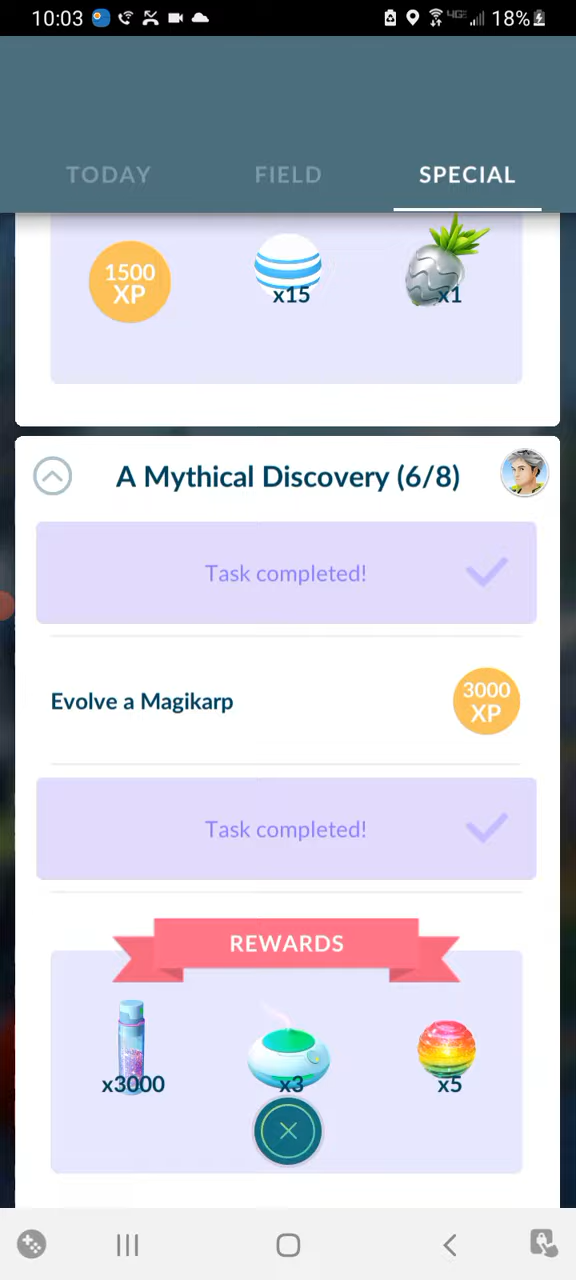 10:03 4GE 18%
TODAY FIELD SPECIAL
1500
XP
x15
x1
A Mythical Discovery (6/8)
Task completed!
Evolve a Magikarp
3000
XP
Task completed!
REWARDS
x3000 x3 x5